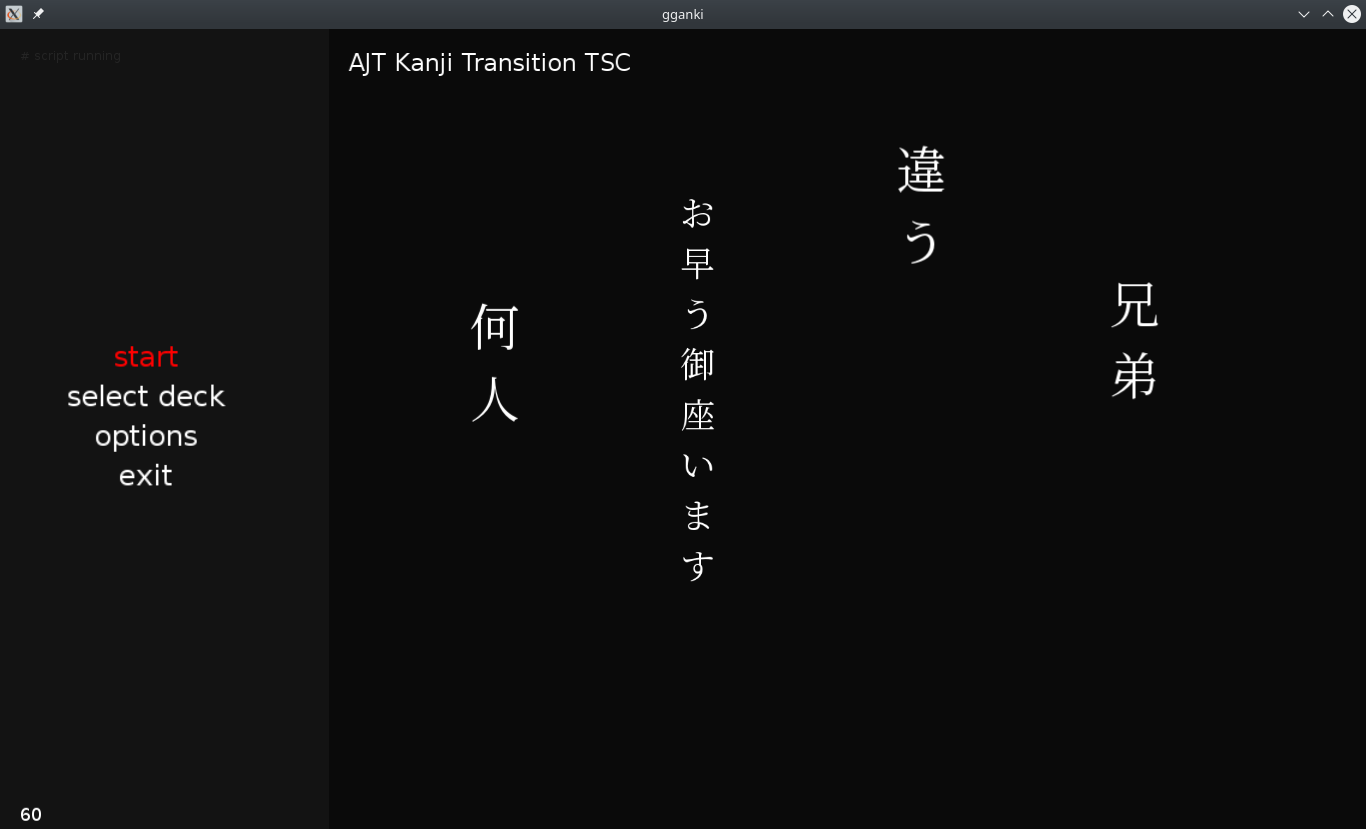 gganki
# script running
AJT Kanji Transition TSC
start
select deck
options
exit
何人
お早う御座います
違う
兄弟
60